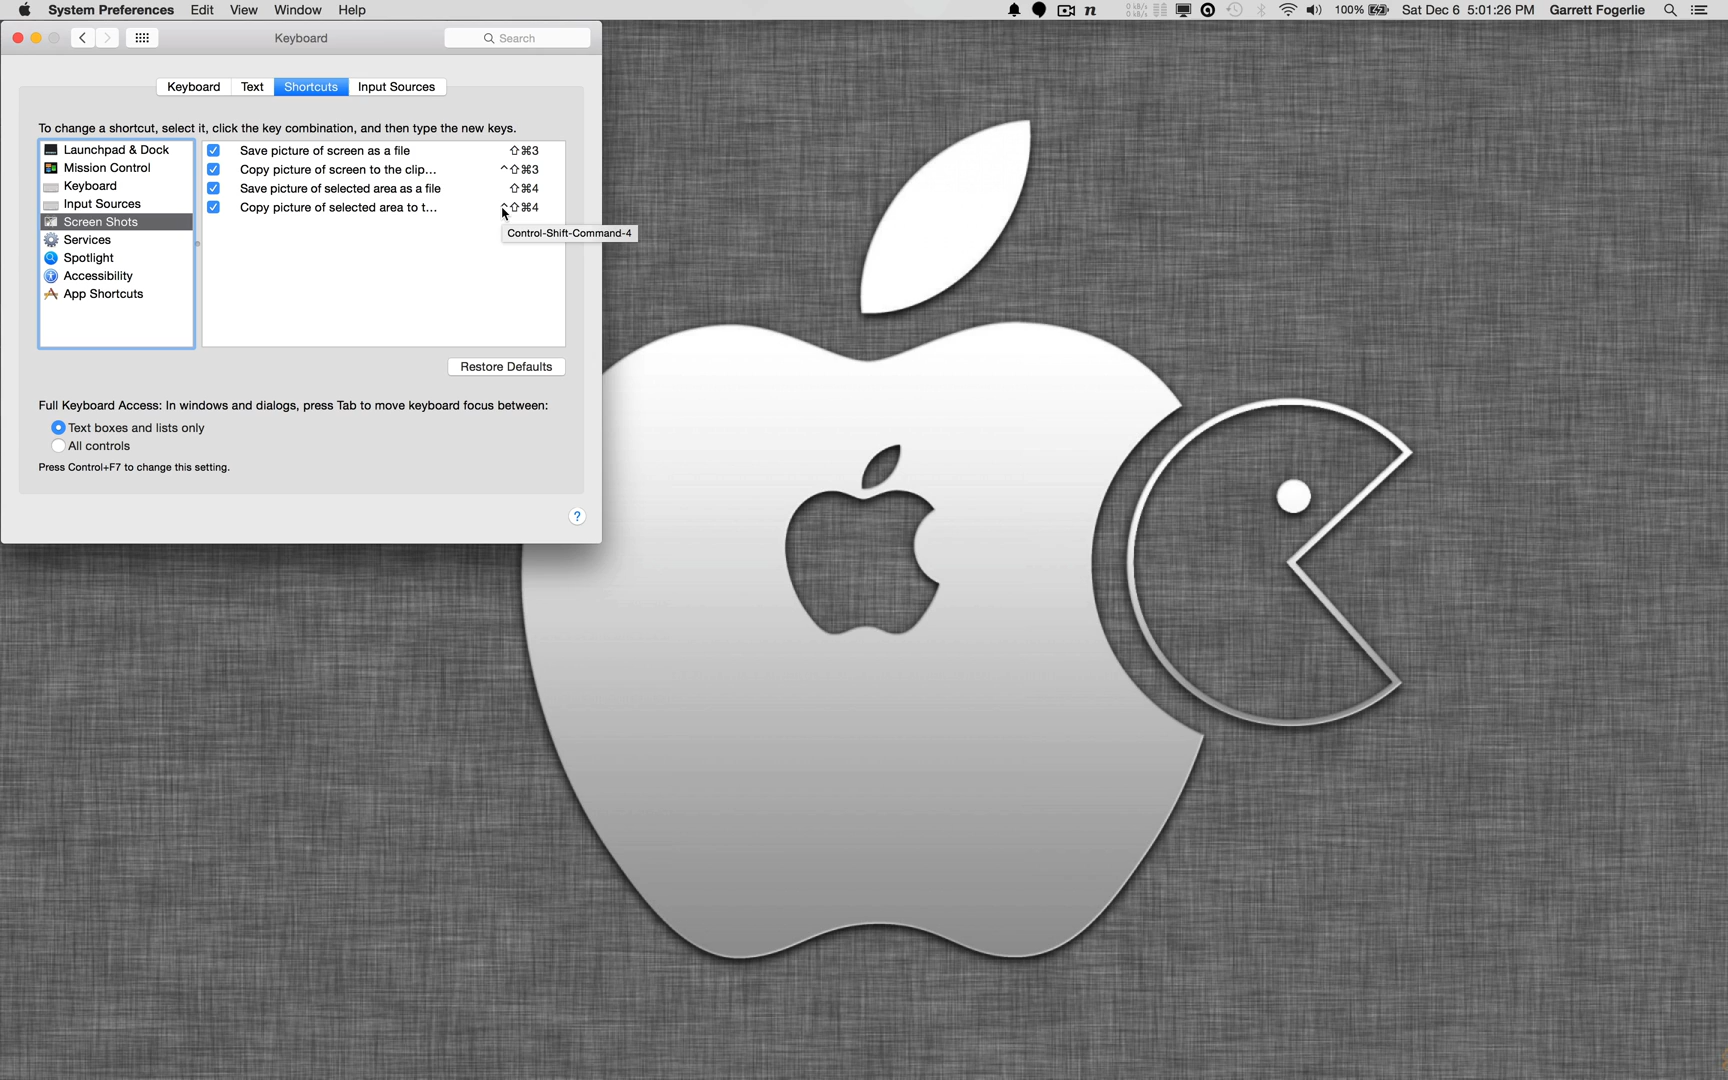 System Preferences Edit View Window Help
n 0 kB/s 0 kB/s 100% Sat Dec 6 5:01:26 PM Garrett Fogerlie
Keyboard
Search
Keyboard Text Shortcuts Input Sources
To change a shortcut, select it, click the key combination, and then type the new keys.
Launchpad & Dock
Mission Control
Keyboard
Input Sources
Screen Shots
Services
Spotlight
Accessibility
App Shortcuts
Save picture of screen as a file ⇧⌘3
Copy picture of screen to the clip... ^⇧⌘3
Save picture of selected area as a file ⇧⌘4
Copy picture of selected area to t... ^⇧⌘4
Control-Shift-Command-4
Restore Defaults
Full Keyboard Access: In windows and dialogs, press Tab to move keyboard focus between:
Text boxes and lists only
All controls
Press Control+F7 to change this setting.
?